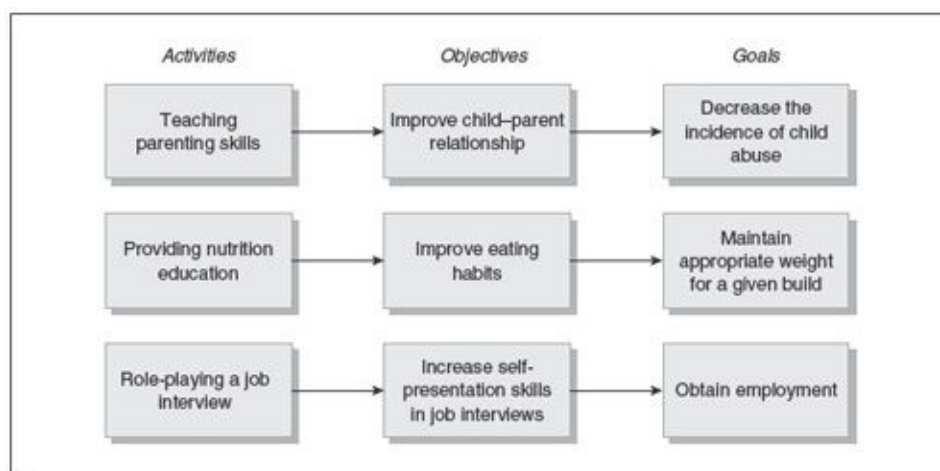 Activities
Objectives
Goals
Teaching
parenting skills
Improve child–parent
relationship
Decrease the
incidence of child
abuse
Providing nutrition
education
Improve eating
habits
Maintain
appropriate weight
for a given build
Role-playing a job
interview
Increase self-
presentation skills
in job interviews
Obtain employment